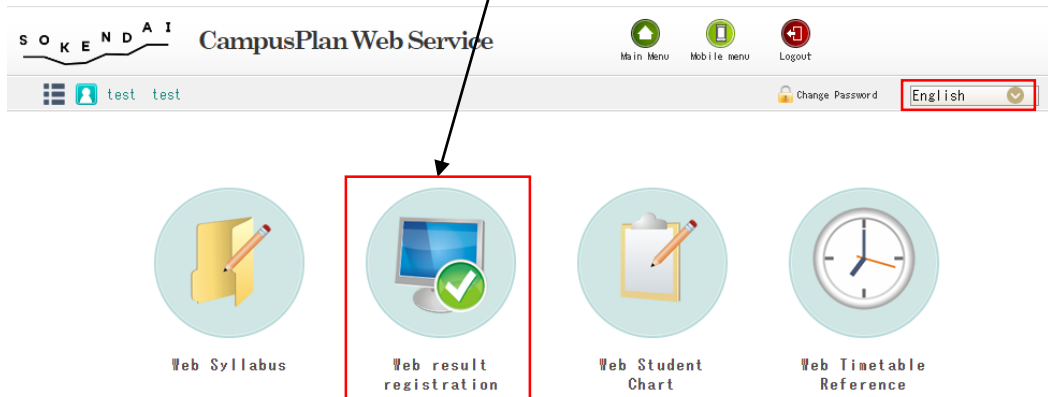 SOKENDAI CampusPlan Web Service
Main Menu Mobile menu Logout
test test
Change Password English
Web Syllabus
Web result
registration
Web Student
Chart
Web Timetable
Reference